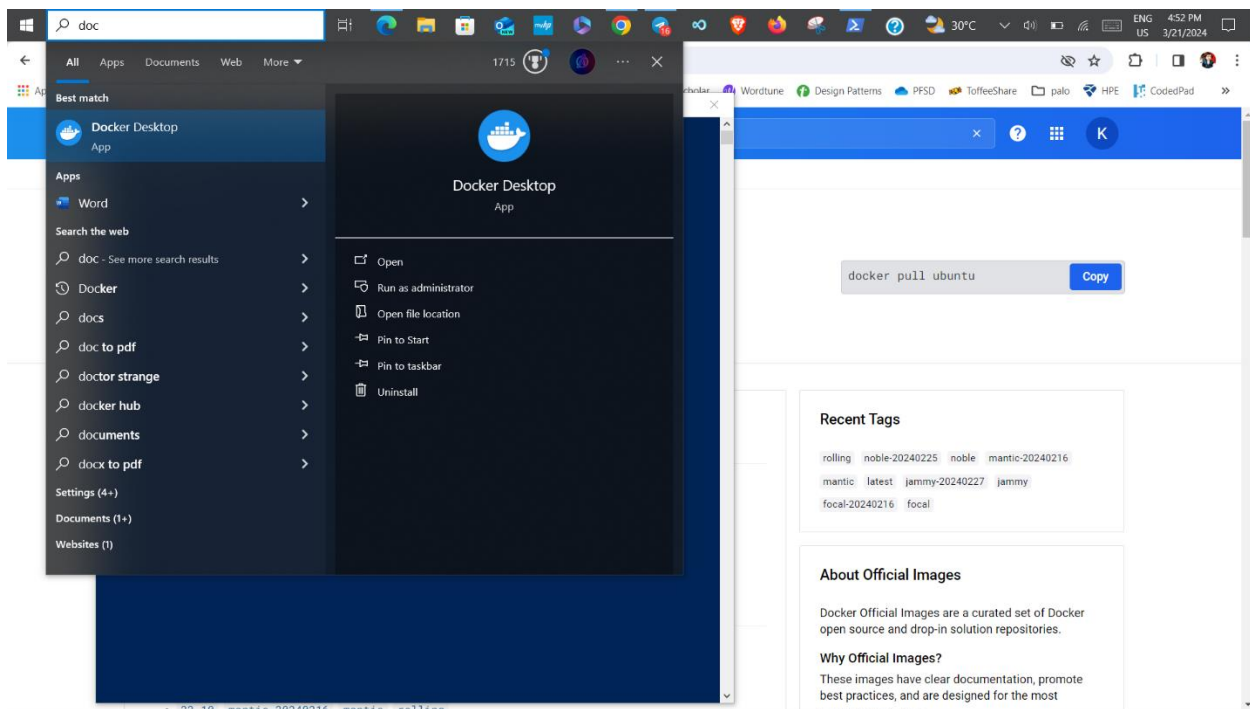 doc
30°C
ENG 4:52 PM
US 3/21/2024
All Apps Documents Web More
1715
Best match
Docker Desktop
App
Apps
Word
Search the web
doc - See more search results
Docker
docs
doc to pdf
doctor strange
docker hub
documents
docx to pdf
Settings (4+)
Documents (1+)
Websites (1)
Docker Desktop
App
Open
Run as administrator
Open file location
Pin to Start
Pin to taskbar
Uninstall
Wordtune Design Patterns PFSD ToffeeShare palo HPE CodedPad
K
docker pull ubuntu Copy
Recent Tags
rolling noble-20240225 noble mantic-20240216
mantic latest jammy-20240227 jammy
focal-20240216 focal
About Official Images
Docker Official Images are a curated set of Docker
open source and drop-in solution repositories.
Why Official Images?
These images have clear documentation, promote
best practices, and are designed for the most